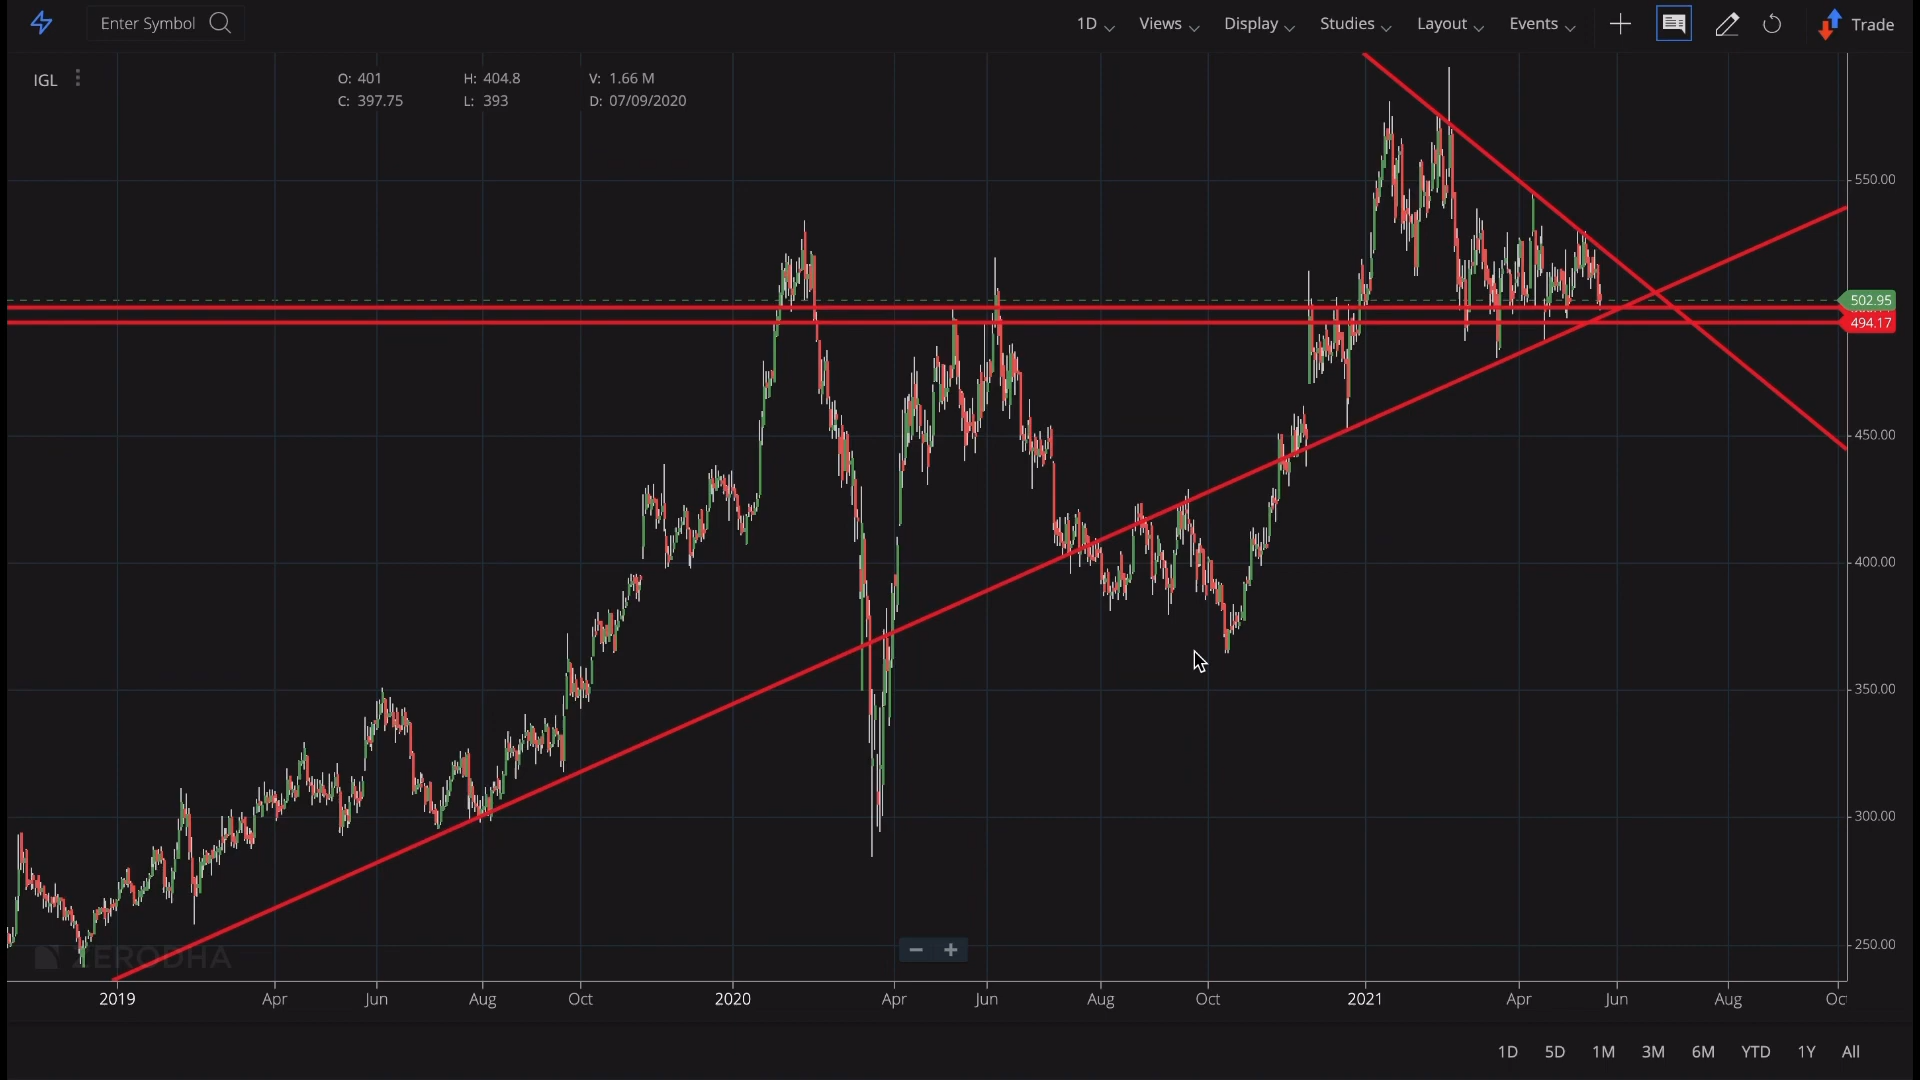 Enter Symbol 1D Views Display Studies Layout Events Trade
IGL O: 401 H: 404.8 V: 1.66 M
C: 397.75 L: 393 D: 07/09/2020
550.00
502.95
494.17
450.00
400.00
350.00
300.00
250.00
ZERODHA
2019 Apr Jun Aug Oct 2020 Apr Jun Aug Oct 2021 Apr Jun Aug Oc
1D 5D 1M 3M 6M YTD 1Y All